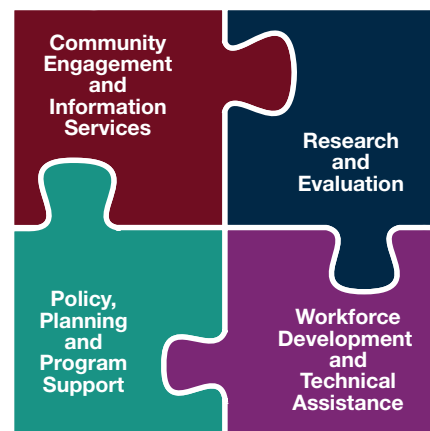 Community
Engagement
and
Information
Services
Research
and
Evaluation
Policy,
Planning
and
Program
Support
Workforce
Development
and
Technical
Assistance